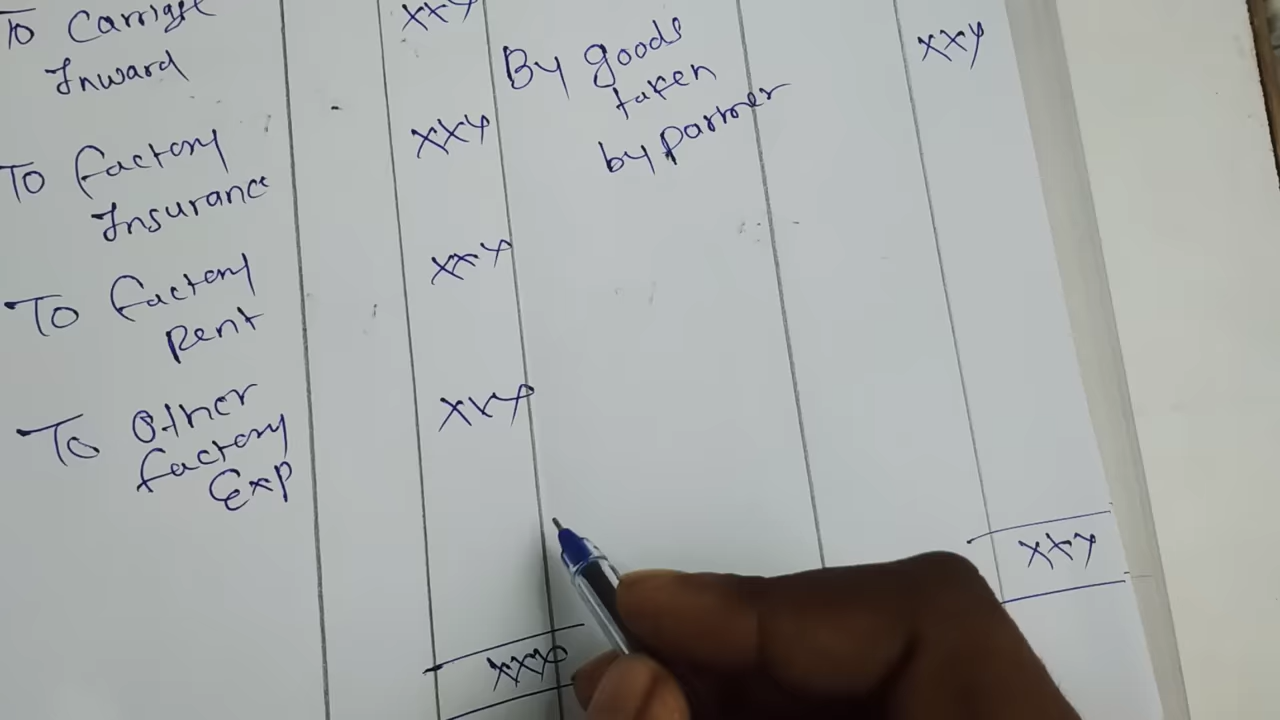 To Carriage
Inward
xxy
To factory
Insurance
xxy
To factory
Rent
xxy
To Other
factory
Exp
xxy
xxx
By goods
taken
by partner
xxy
xxy